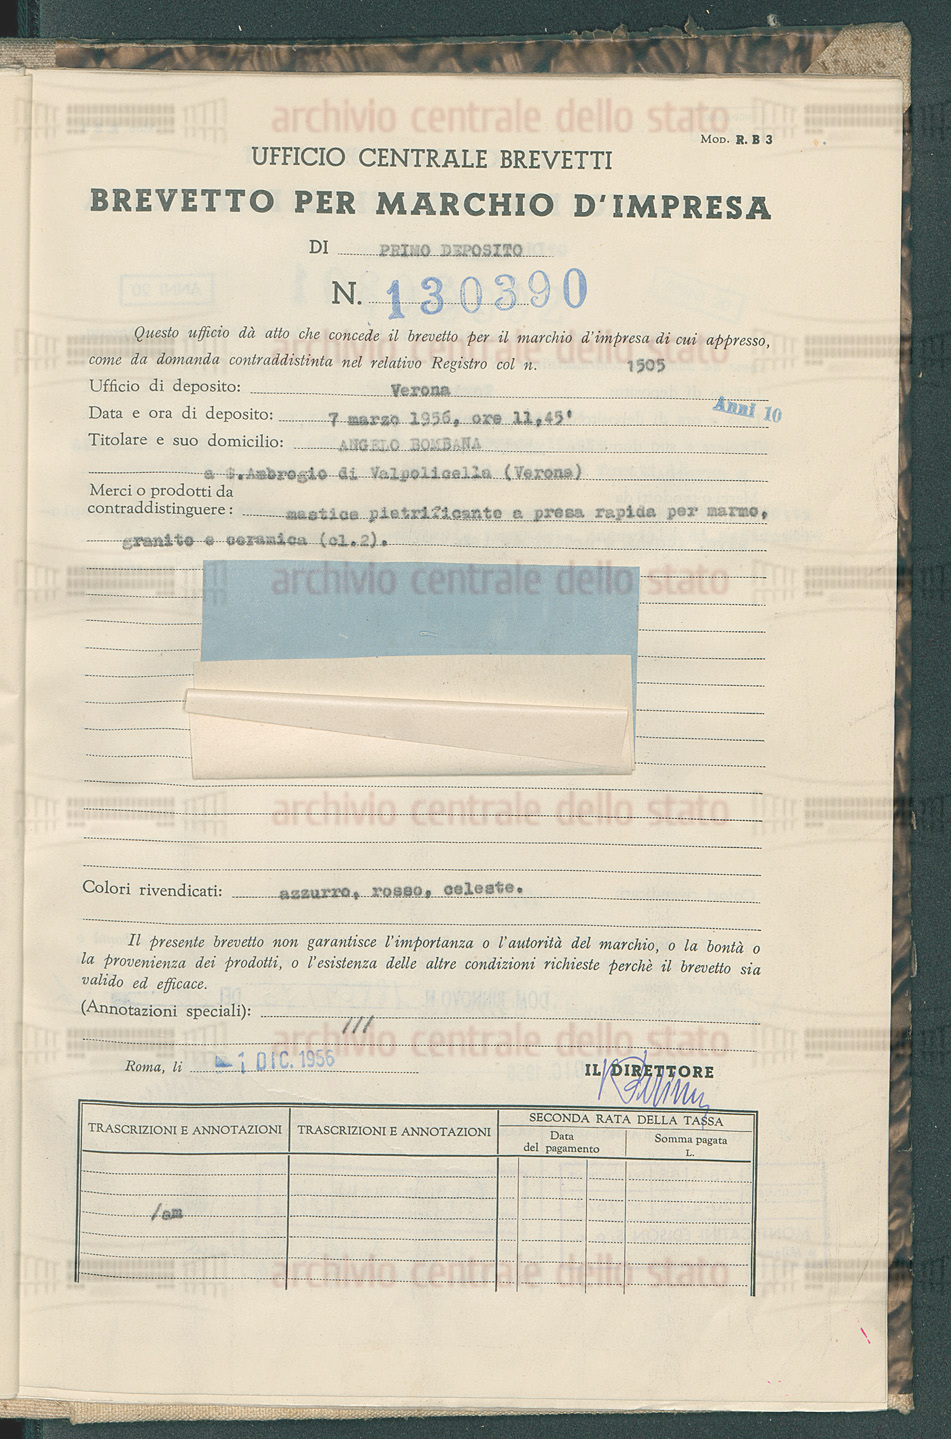 archivio centrale dello stato
MOD. R. B 3
UFFICIO CENTRALE BREVETTI
BREVETTO PER MARCHIO D'IMPRESA
DI PRIMO DEPOSITO
N. 130390
Questo ufficio dà atto che concede il brevetto per il marchio d'impresa di cui appresso,
come da domanda contraddistinta nel relativo Registro col n. 1505
Ufficio di deposito: Verona
Anni 10
Data e ora di deposito: 7 marzo 1956, ore 11,45'
Titolare e suo domicilio: ANGELO BOMBANA
a S.Ambrogio di Valpolicella (Verona)
Merci o prodotti da
contraddistinguere: mastice pietrificante a presa rapida per marmo,
granito e ceramica (cl.2).
archivio centrale dello stato
archivio centrale dello stato
Colori rivendicati: azzurro, rosso, celeste.
Il presente brevetto non garantisce l'importanza o l'autorità del marchio, o la bontà o
la provenienza dei prodotti, o l'esistenza delle altre condizioni richieste perchè il brevetto sia
valido ed efficace.
(Annotazioni speciali): ///
archivio centrale dello stato
Roma, li 1 DIC. 1956
IL DIRETTORE
TRASCRIZIONI E ANNOTAZIONI
TRASCRIZIONI E ANNOTAZIONI
SECONDA RATA DELLA TASSA
Data
del pagamento
Somma pagata
L.
/am
archivio centrale dello stato